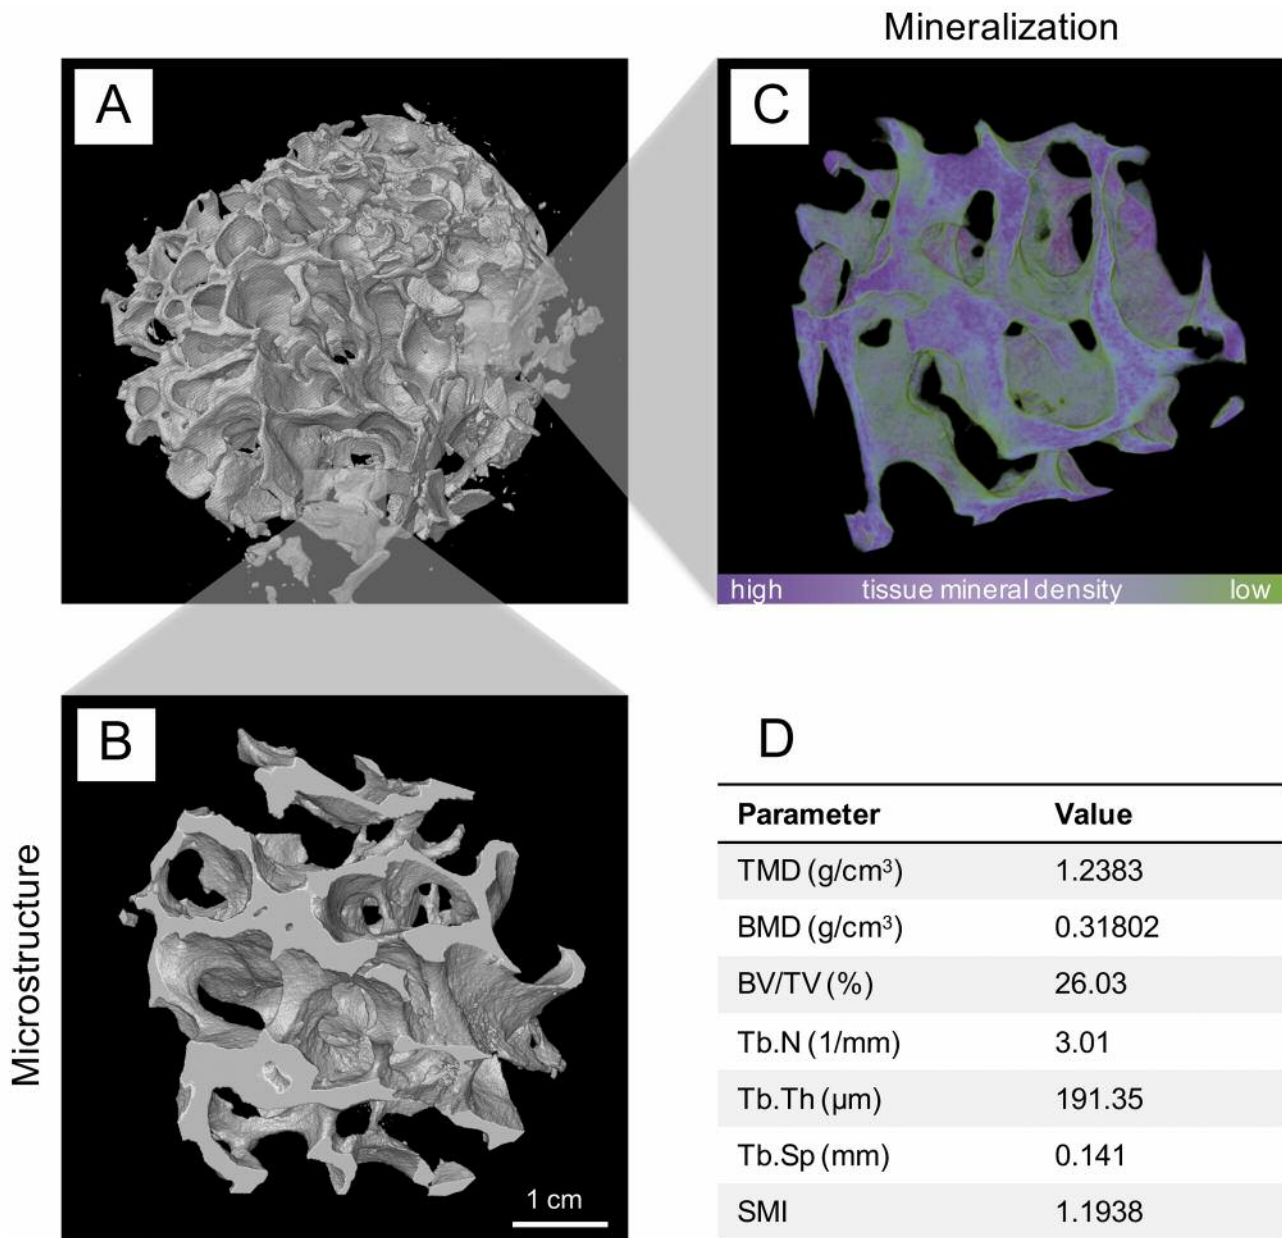 Mineralization
A
C
high tissue mineral density low
Microstructure
B
1 cm
D
Parameter Value
TMD (g/cm³) 1.2383
BMD (g/cm³) 0.31802
BV/TV (%) 26.03
Tb.N (1/mm) 3.01
Tb.Th (μm) 191.35
Tb.Sp (mm) 0.141
SMI 1.1938